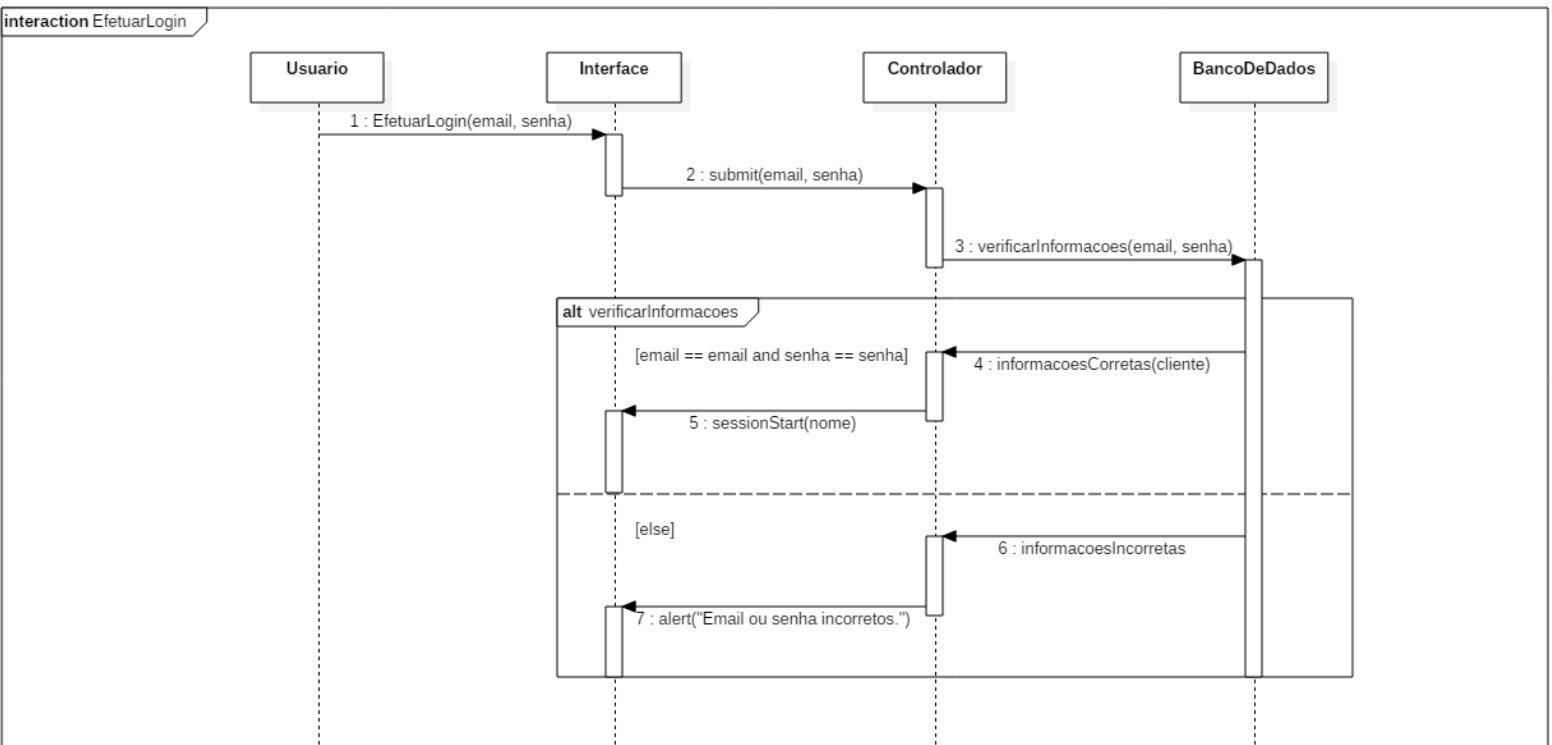 interaction EfetuarLogin
Usuario
Interface
Controlador
BancoDeDados
1 : EfetuarLogin(email, senha)
2 : submit(email, senha)
3 : verificarInformacoes(email, senha)
alt verificarInformacoes
[email == email and senha == senha]
4 : informacoesCorretas(cliente)
5 : sessionStart(nome)
[else]
6 : informacoesIncorretas
7 : alert("Email ou senha incorretos.")